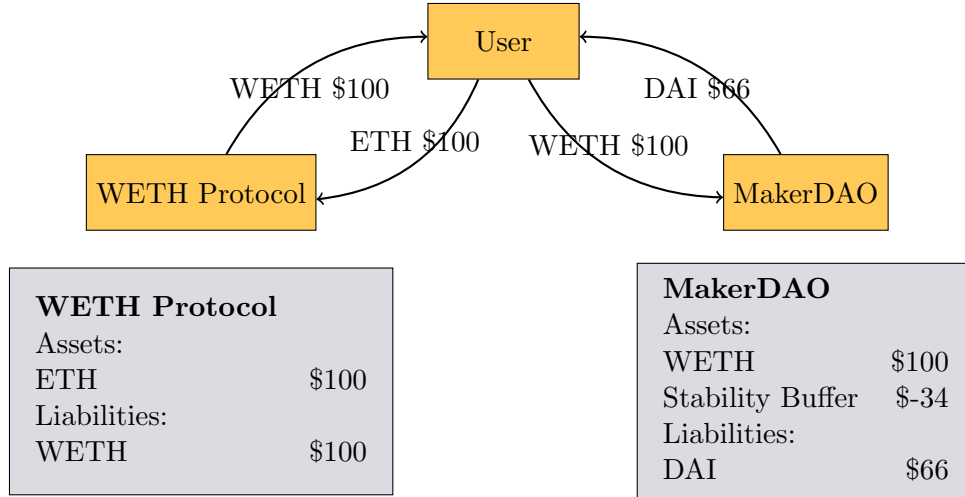 User
WETH $100
DAI $66
ETH $100
WETH $100
WETH Protocol
MakerDAO
WETH Protocol
Assets:
ETH $100
Liabilities:
WETH $100
MakerDAO
Assets:
WETH $100
Stability Buffer $-34
Liabilities:
DAI $66